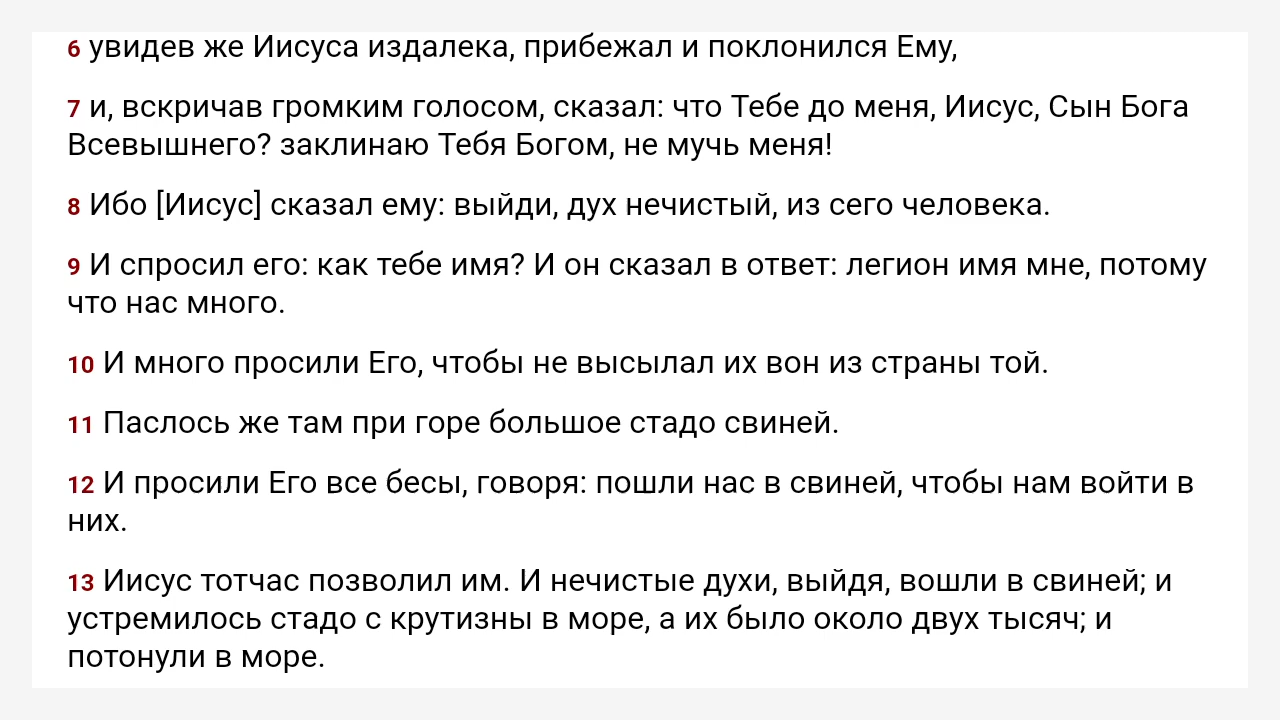 6 увидев же Иисуса издалека, прибежал и поклонился Ему,
7 и, вскричав громким голосом, сказал: что Тебе до меня, Иисус, Сын Бога
Всевышнего? заклинаю Тебя Богом, не мучь меня!
8 Ибо [Иисус] сказал ему: выйди, дух нечистый, из сего человека.
9 И спросил его: как тебе имя? И он сказал в ответ: легион имя мне, потому
что нас много.
10 И много просили Его, чтобы не высылал их вон из страны той.
11 Паслось же там при горе большое стадо свиней.
12 И просили Его все бесы, говоря: пошли нас в свиней, чтобы нам войти в
них.
13 Иисус тотчас позволил им. И нечистые духи, выйдя, вошли в свиней; и
устремилось стадо с крутизны в море, а их было около двух тысяч; и
потонули в море.